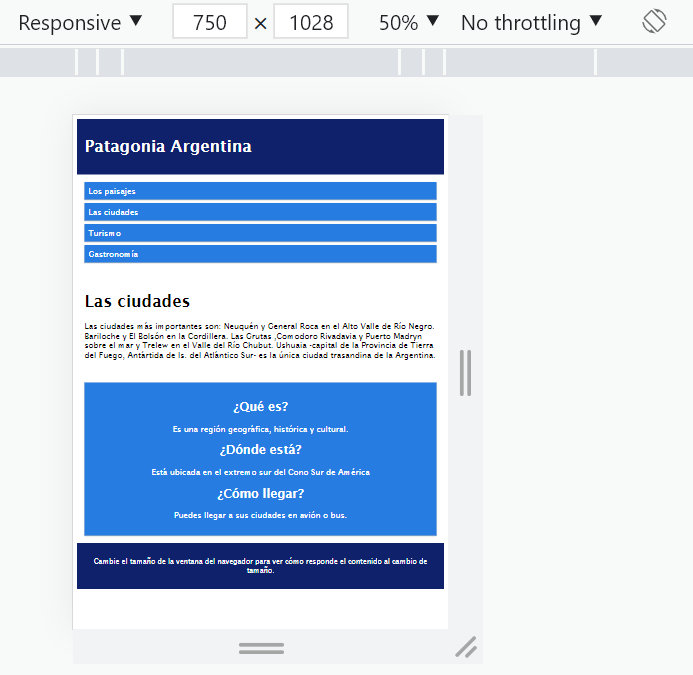 Responsive ▼ 750 × 1028 50% ▼ No throttling ▼
Patagonia Argentina
Los paisajes
Las ciudades
Turismo
Gastronomía
Las ciudades
Las ciudades más importantes son: Neuquén y General Roca en el Alto Valle de Río Negro.
Bariloche y El Bolsón en la Cordillera. Las Grutas ,Comodoro Rivadavia y Puerto Madryn
sobre el mar y Trelew en el Valle del Río Chubut. Ushuaia -capital de la Provincia de Tierra
del Fuego, Antártida de Is. del Atlántico Sur- es la única ciudad trasandina de la Argentina.
¿Qué es?
Es una región geográfica, histórica y cultural.
¿Dónde está?
Está ubicada en el extremo sur del Cono Sur de América
¿Cómo llegar?
Puedes llegar a sus ciudades en avión o bus.
Cambie el tamaño de la ventana del navegador para ver cómo responde el contenido al cambio de
tamaño.